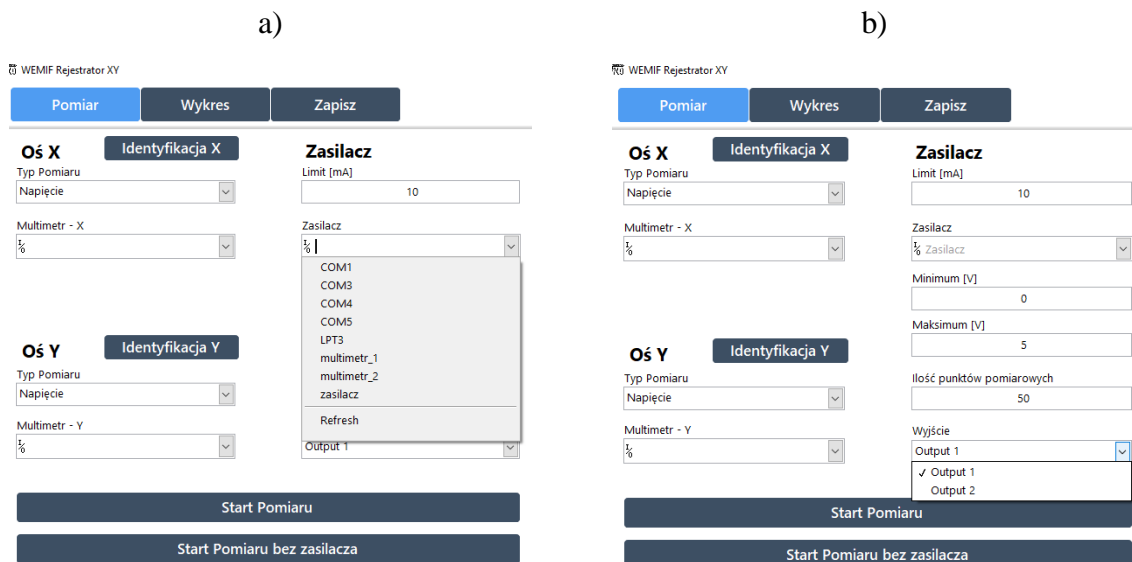 a)
WEMIF Rejestrator XY
Pomiar
Wykres
Zapisz
Oś X
Identyfikacja X
Typ Pomiaru
Napięcie
Multimetr - X
Zasilacz
Limit [mA]
10
Zasilacz
COM1
COM3
COM4
COM5
LPT3
multimetr_1
multimetr_2
zasilacz
Refresh
Output 1
Oś Y
Identyfikacja Y
Typ Pomiaru
Napięcie
Multimetr - Y
Start Pomiaru
Start Pomiaru bez zasilacza
b)
WEMIF Rejestrator XY
Pomiar
Wykres
Zapisz
Oś X
Identyfikacja X
Typ Pomiaru
Napięcie
Multimetr - X
Zasilacz
Limit [mA]
10
Zasilacz
Zasilacz
Minimum [V]
0
Maksimum [V]
5
Ilość punktów pomiarowych
50
Wyjście
Output 1
✓ Output 1
Output 2
Oś Y
Identyfikacja Y
Typ Pomiaru
Napięcie
Multimetr - Y
Start Pomiaru
Start Pomiaru bez zasilacza